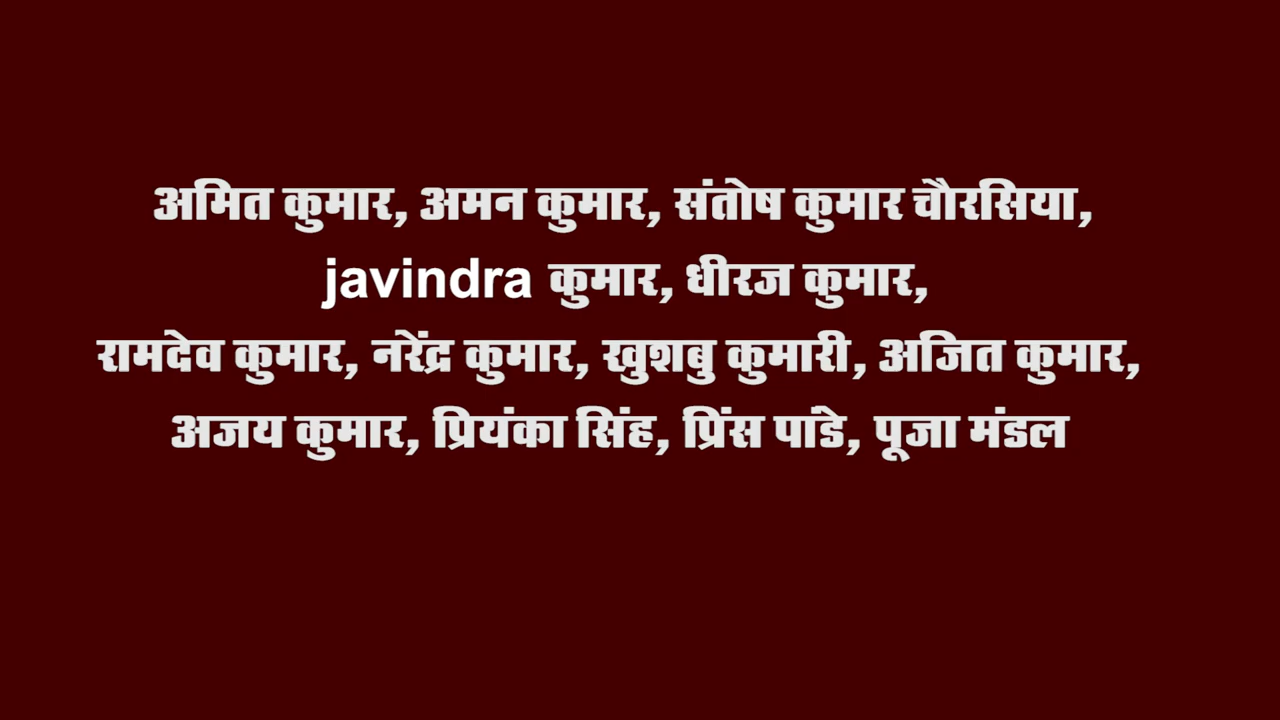 अमित कुमार, अमन कुमार, संतोष कुमार चौरसिया,
javindra कुमार, धीरज कुमार,
रामदेव कुमार, नरेंद्र कुमार, खुशबु कुमारी, अजित कुमार,
अजय कुमार, प्रियंका सिंह, प्रिंस पांडे, पूजा मंडल